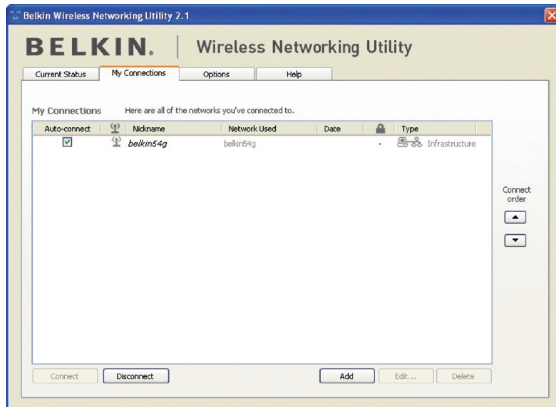 Belkin Wireless Networking Utility 2.1
BELKIN. | Wireless Networking Utility
Current Status My Connections Options Help
My Connections Here are all of the networks you've connected to.
Auto-connect Nickname Network Used Date Type
belkin54g belkin54g - Infrastructure
Connect
order
Connect Disconnect Add Edit... Delete